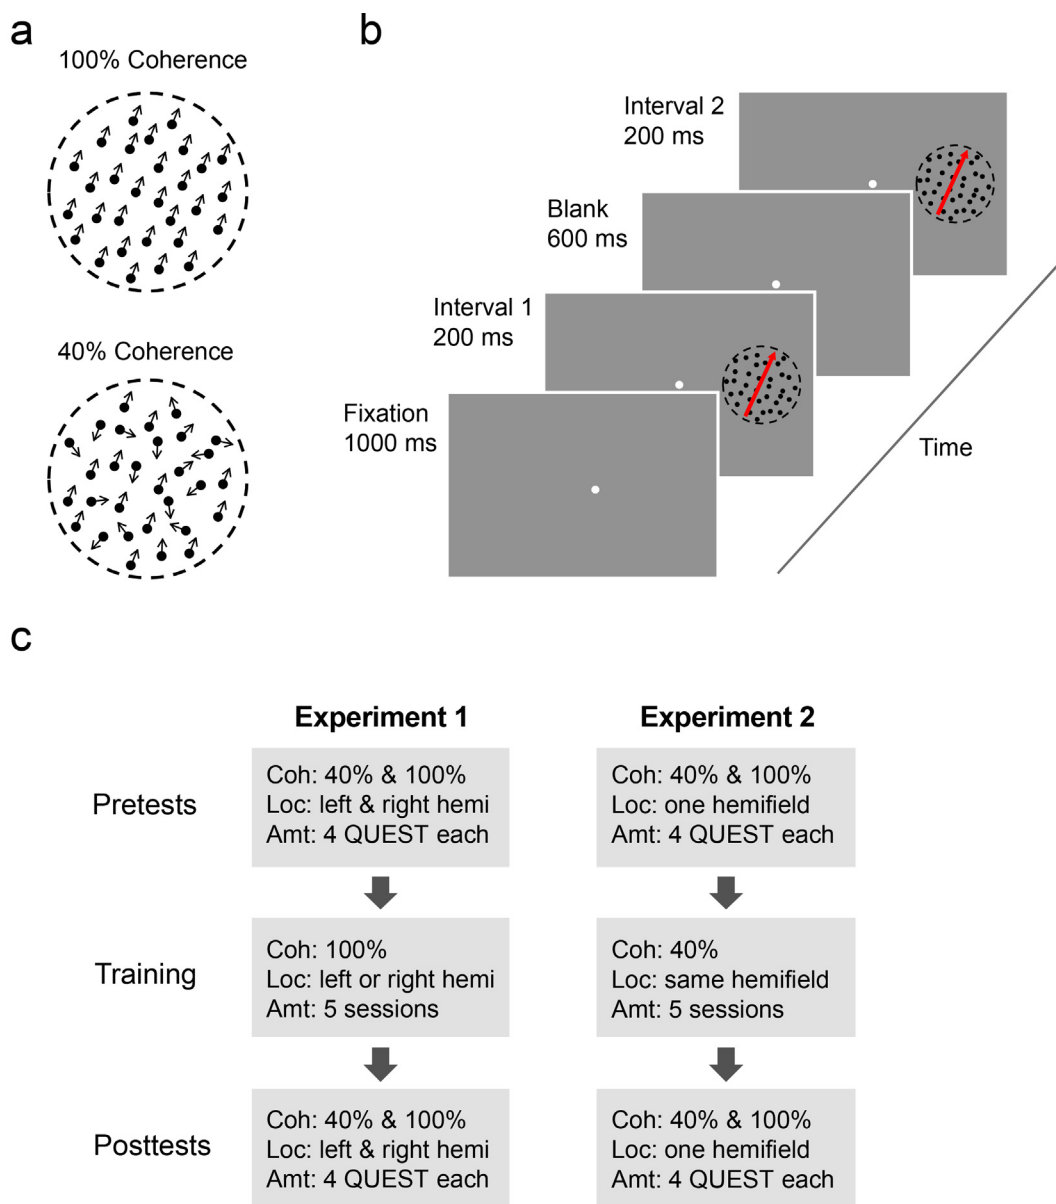 a
100% Coherence
40% Coherence
b
Interval 2
200 ms
Blank
600 ms
Interval 1
200 ms
Fixation
1000 ms
Time
c
Experiment 1
Experiment 2
Pretests
Coh: 40% & 100%
Loc: left & right hemi
Amt: 4 QUEST each
Coh: 40% & 100%
Loc: one hemifield
Amt: 4 QUEST each
Training
Coh: 100%
Loc: left or right hemi
Amt: 5 sessions
Coh: 40%
Loc: same hemifield
Amt: 5 sessions
Posttests
Coh: 40% & 100%
Loc: left & right hemi
Amt: 4 QUEST each
Coh: 40% & 100%
Loc: one hemifield
Amt: 4 QUEST each